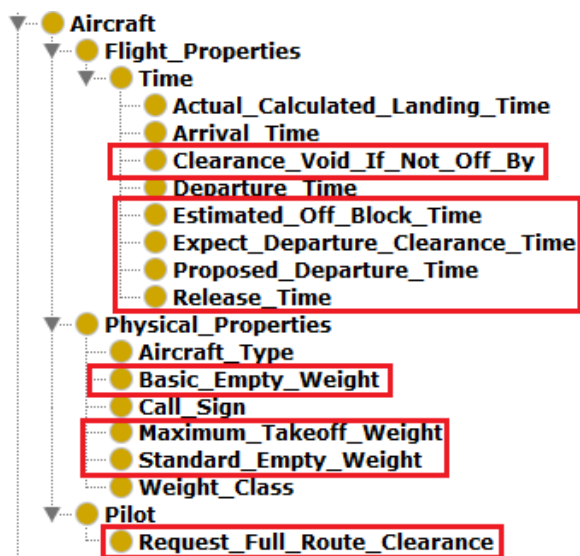 Aircraft
Flight_Properties
Time
Actual_Calculated_Landing_Time
Arrival_Time
Clearance_Void_If_Not_Off_By
Departure_Time
Estimated_Off_Block_Time
Expect_Departure_Clearance_Time
Proposed_Departure_Time
Release_Time
Physical_Properties
Aircraft_Type
Basic_Empty_Weight
Call_Sign
Maximum_Takeoff_Weight
Standard_Empty_Weight
Weight_Class
Pilot
Request_Full_Route_Clearance